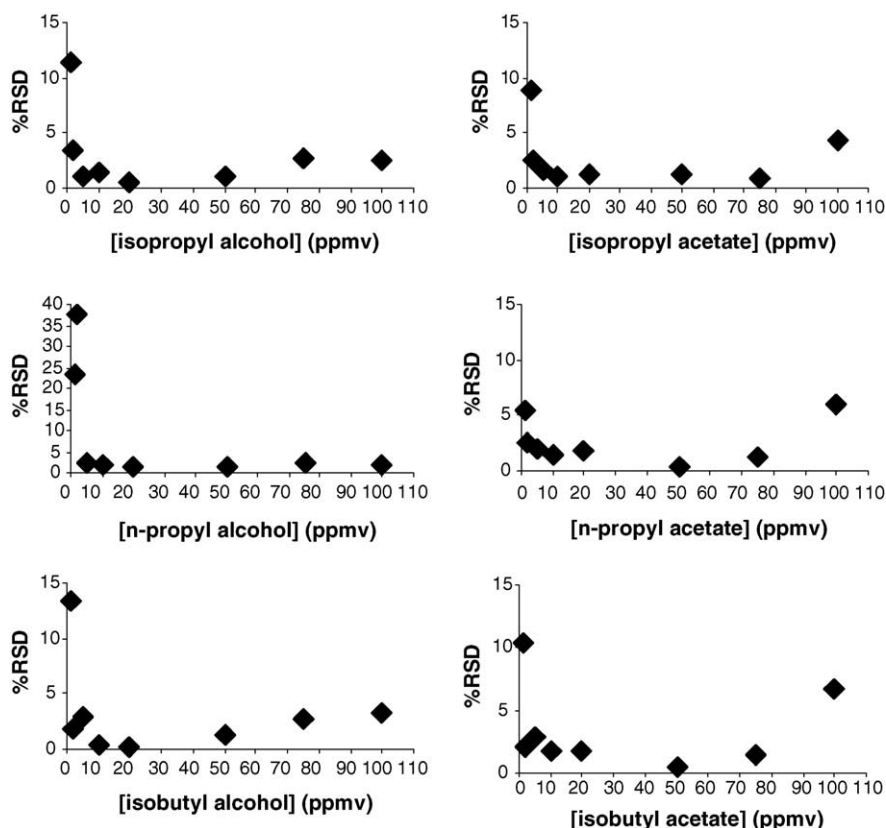 15
10
5
0
%RSD
0 10 20 30 40 50 60 70 80 90 100 110
[isopropyl alcohol] (ppmv)
15
10
5
0
%RSD
0 10 20 30 40 50 60 70 80 90 100 110
[isopropyl acetate] (ppmv)
40
35
30
25
20
15
10
5
0
%RSD
0 10 20 30 40 50 60 70 80 90 100 110
[n-propyl alcohol] (ppmv)
15
10
5
0
%RSD
0 10 20 30 40 50 60 70 80 90 100 110
[n-propyl acetate] (ppmv)
15
10
5
0
%RSD
0 10 20 30 40 50 60 70 80 90 100 110
[isobutyl alcohol] (ppmv)
15
10
5
0
%RSD
0 10 20 30 40 50 60 70 80 90 100 110
[isobutyl acetate] (ppmv)